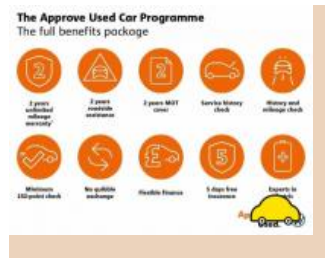 The Approve Used Car Programme
The full benefits package
2 years
unlimited
mileage
warranty*
2 years
roadside
assistance
2 years MOT
cover
Service history
check
History and
mileage check
Minimum
check
No quibble
exchange
Flexible Finance
5 days free
insurance
Experts in
Used.